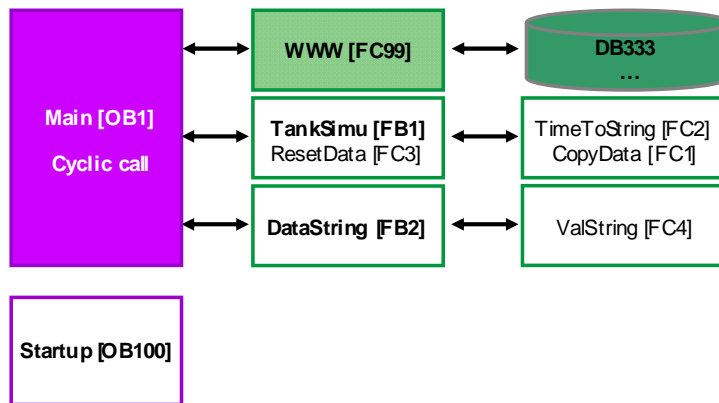 Main [OB1]
Cyclic call
WWW [FC99]
DB333
...
TankSimu [FB1]
ResetData [FC3]
TimeToString [FC2]
CopyData [FC1]
DataString [FB2]
ValString [FC4]
Startup [OB100]